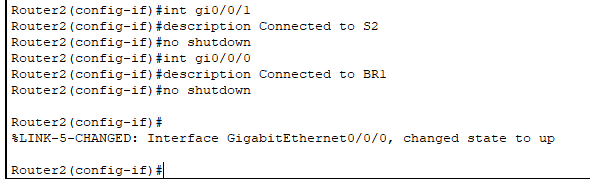 Router2(config-if)#int gi0/0/1
Router2(config-if)#description Connected to S2
Router2(config-if)#no shutdown
Router2(config-if)#int gi0/0/0
Router2(config-if)#description Connected to BR1
Router2(config-if)#no shutdown
Router2(config-if)#
%LINK-5-CHANGED: Interface GigabitEthernet0/0/0, changed state to up
Router2(config-if)#